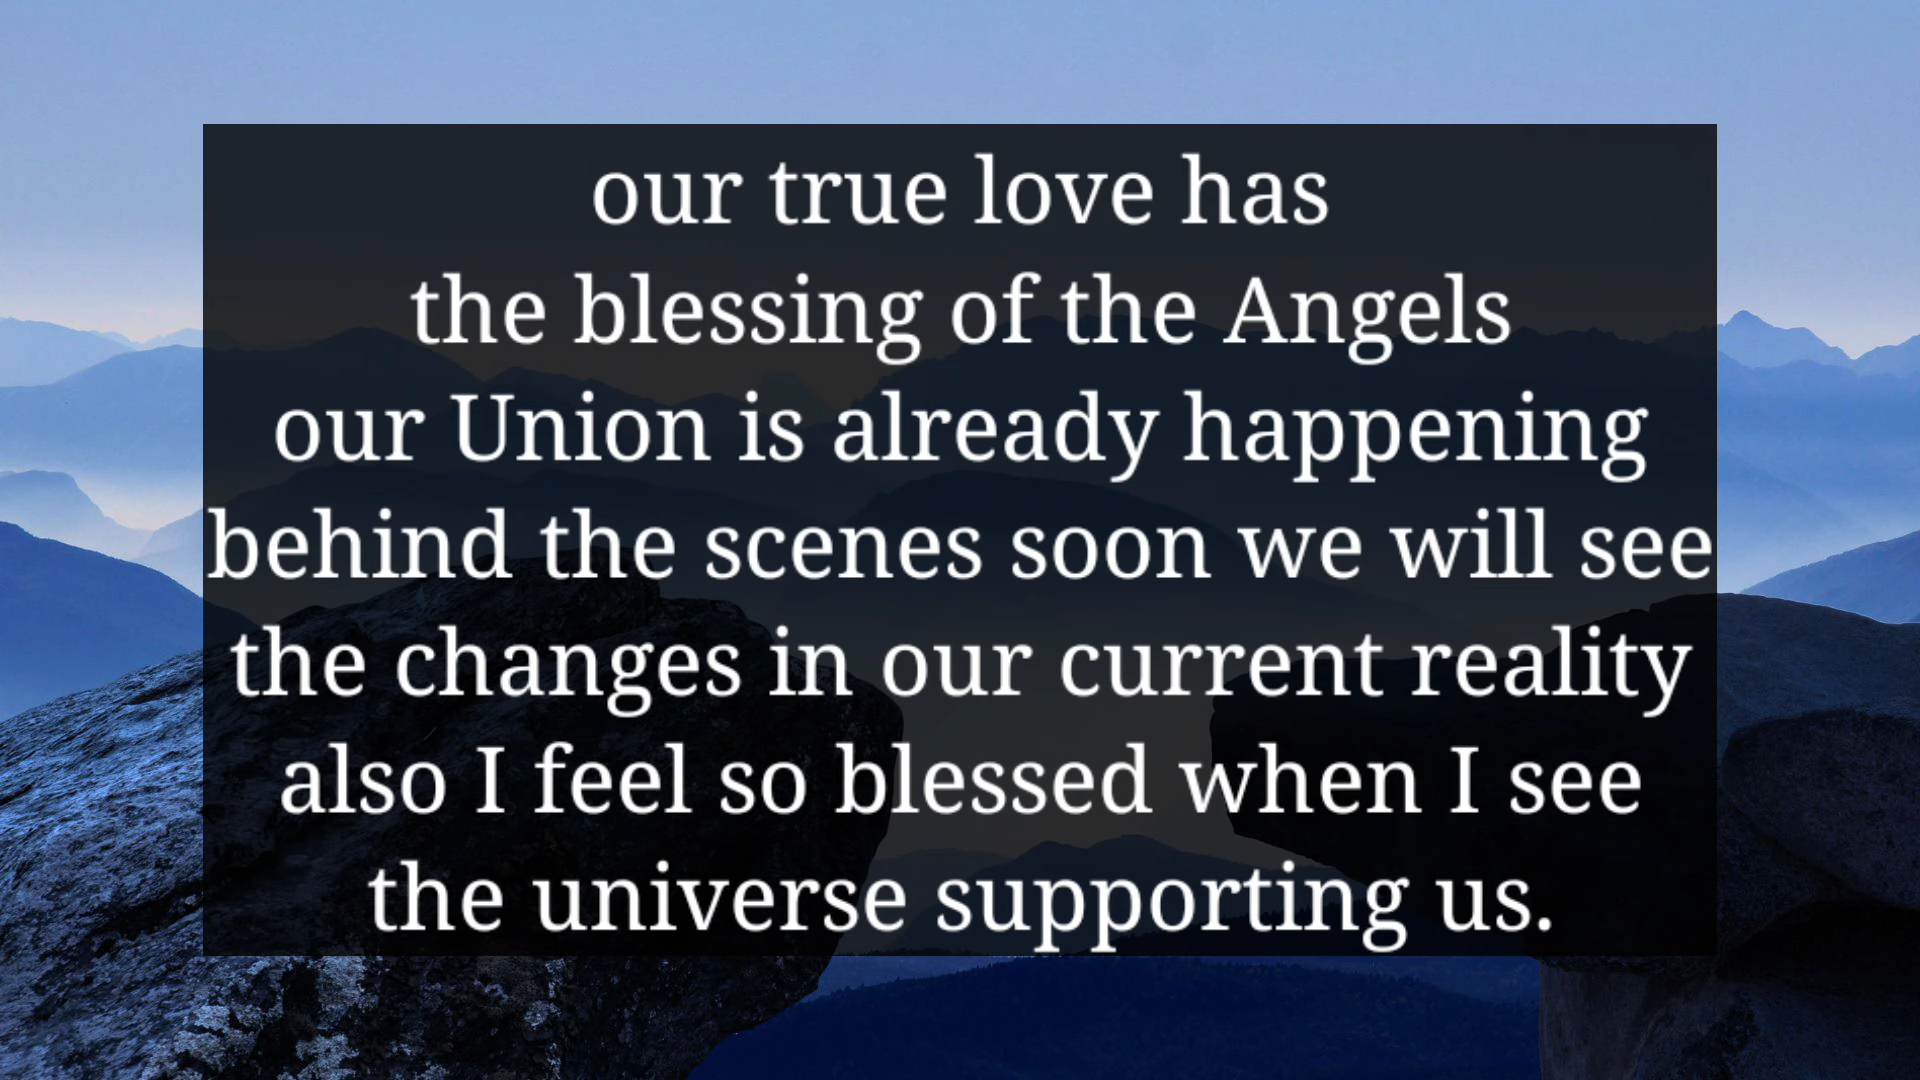 our true love has
the blessing of the Angels
our Union is already happening
behind the scenes soon we will see
the changes in our current reality
also I feel so blessed when I see
the universe supporting us.